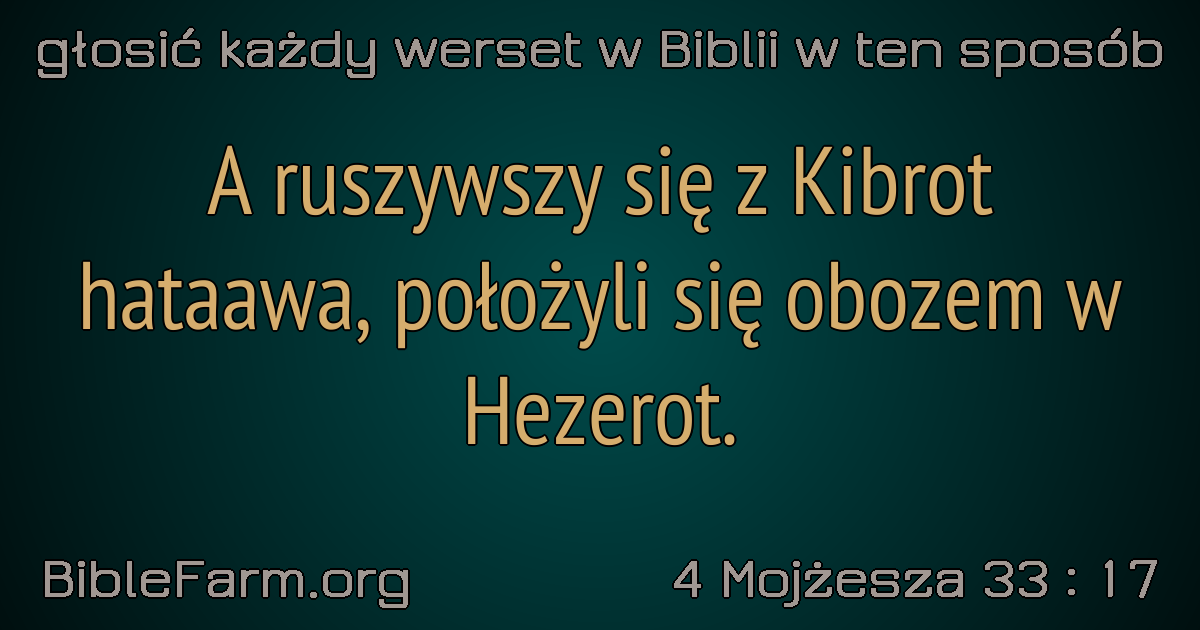 głosić każdy werset w Biblii w ten sposób
A ruszywszy się z Kibrot
hataawa, położyli się obozem w
Hezerot.
BibleFarm.org
4 Mojżesza 33 : 17